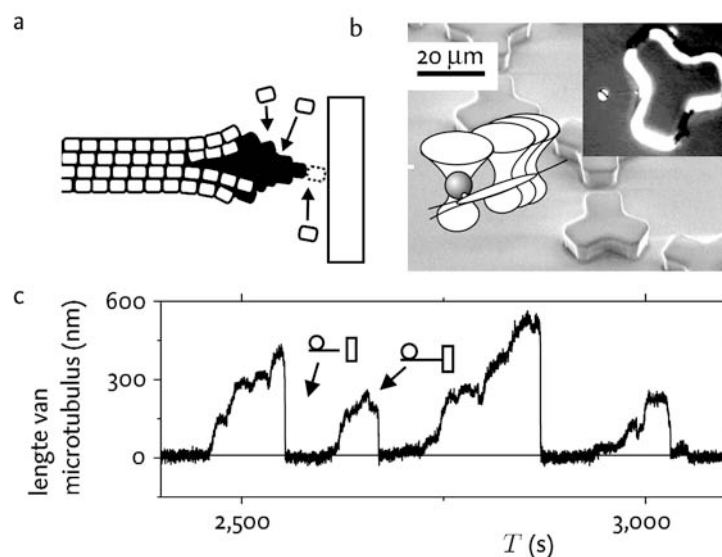 a
b
20 µm
c
600
300
0
lengte van
microtubulus (nm)
2,500
3,000
T (s)